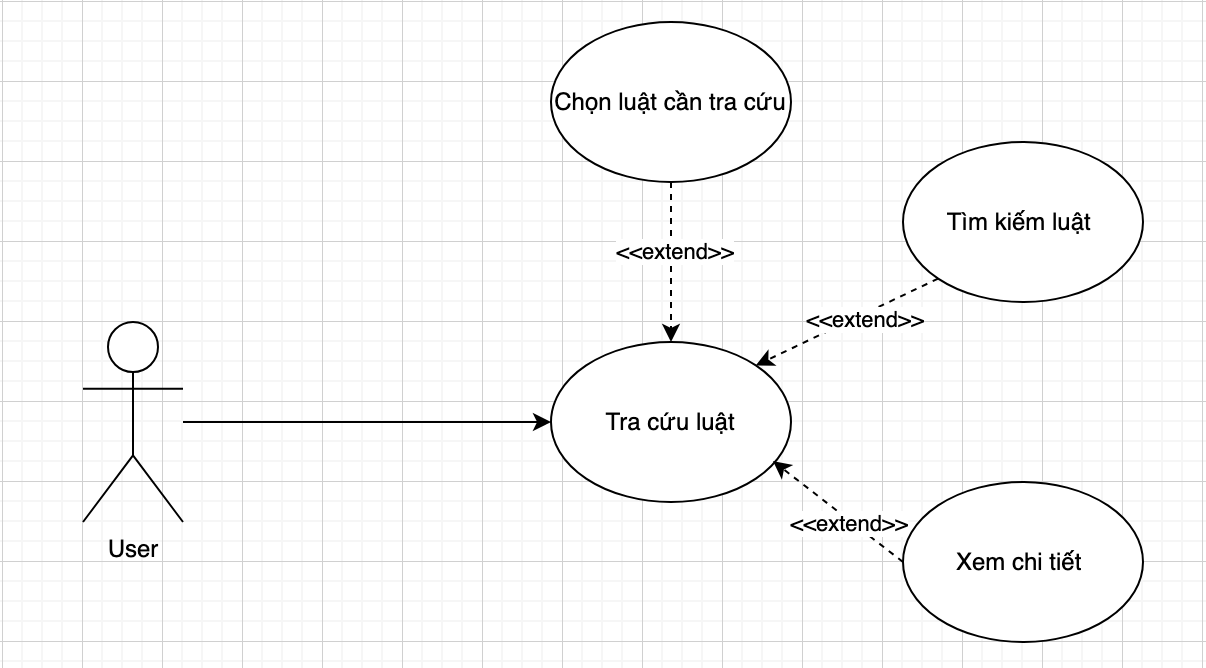 Chọn luật cần tra cứu
Tìm kiếm luật
<<extend>>
<<extend>>
Tra cứu luật
<<extend>>
User
Xem chi tiết